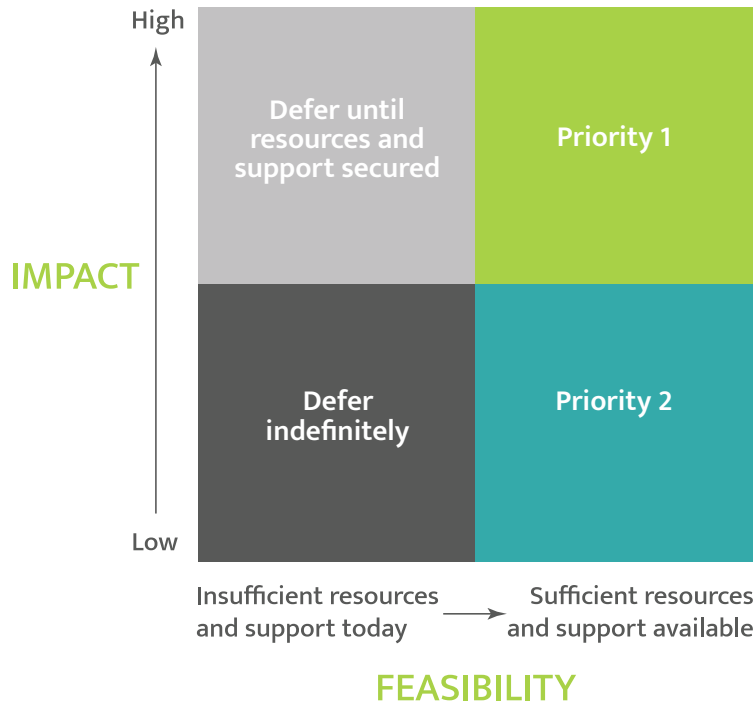 High
Defer until
resources and
support secured
Priority 1
IMPACT
Defer
indefinitely
Priority 2
Low
Insufficient resources
and support today
Sufficient resources
and support available
FEASIBILITY